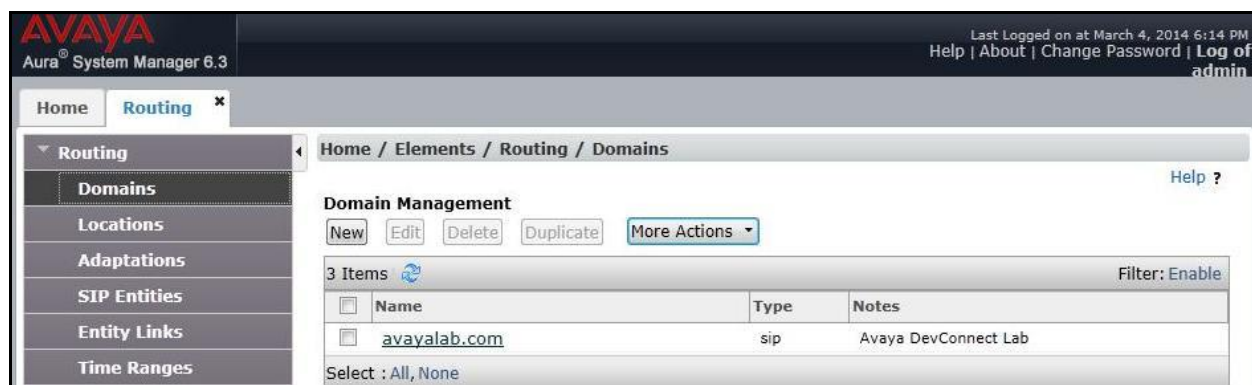 AVAYA
Aura® System Manager 6.3
Last Logged on at March 4, 2014 6:14 PM
Help | About | Change Password | Log of
admin
Home
Routing ×
Routing
Domains
Locations
Adaptations
SIP Entities
Entity Links
Time Ranges
Home / Elements / Routing / Domains
Help ?
Domain Management
New Edit Delete Duplicate More Actions
3 Items Filter: Enable
Name Type Notes
avayalab.com sip Avaya DevConnect Lab
Select : All, None